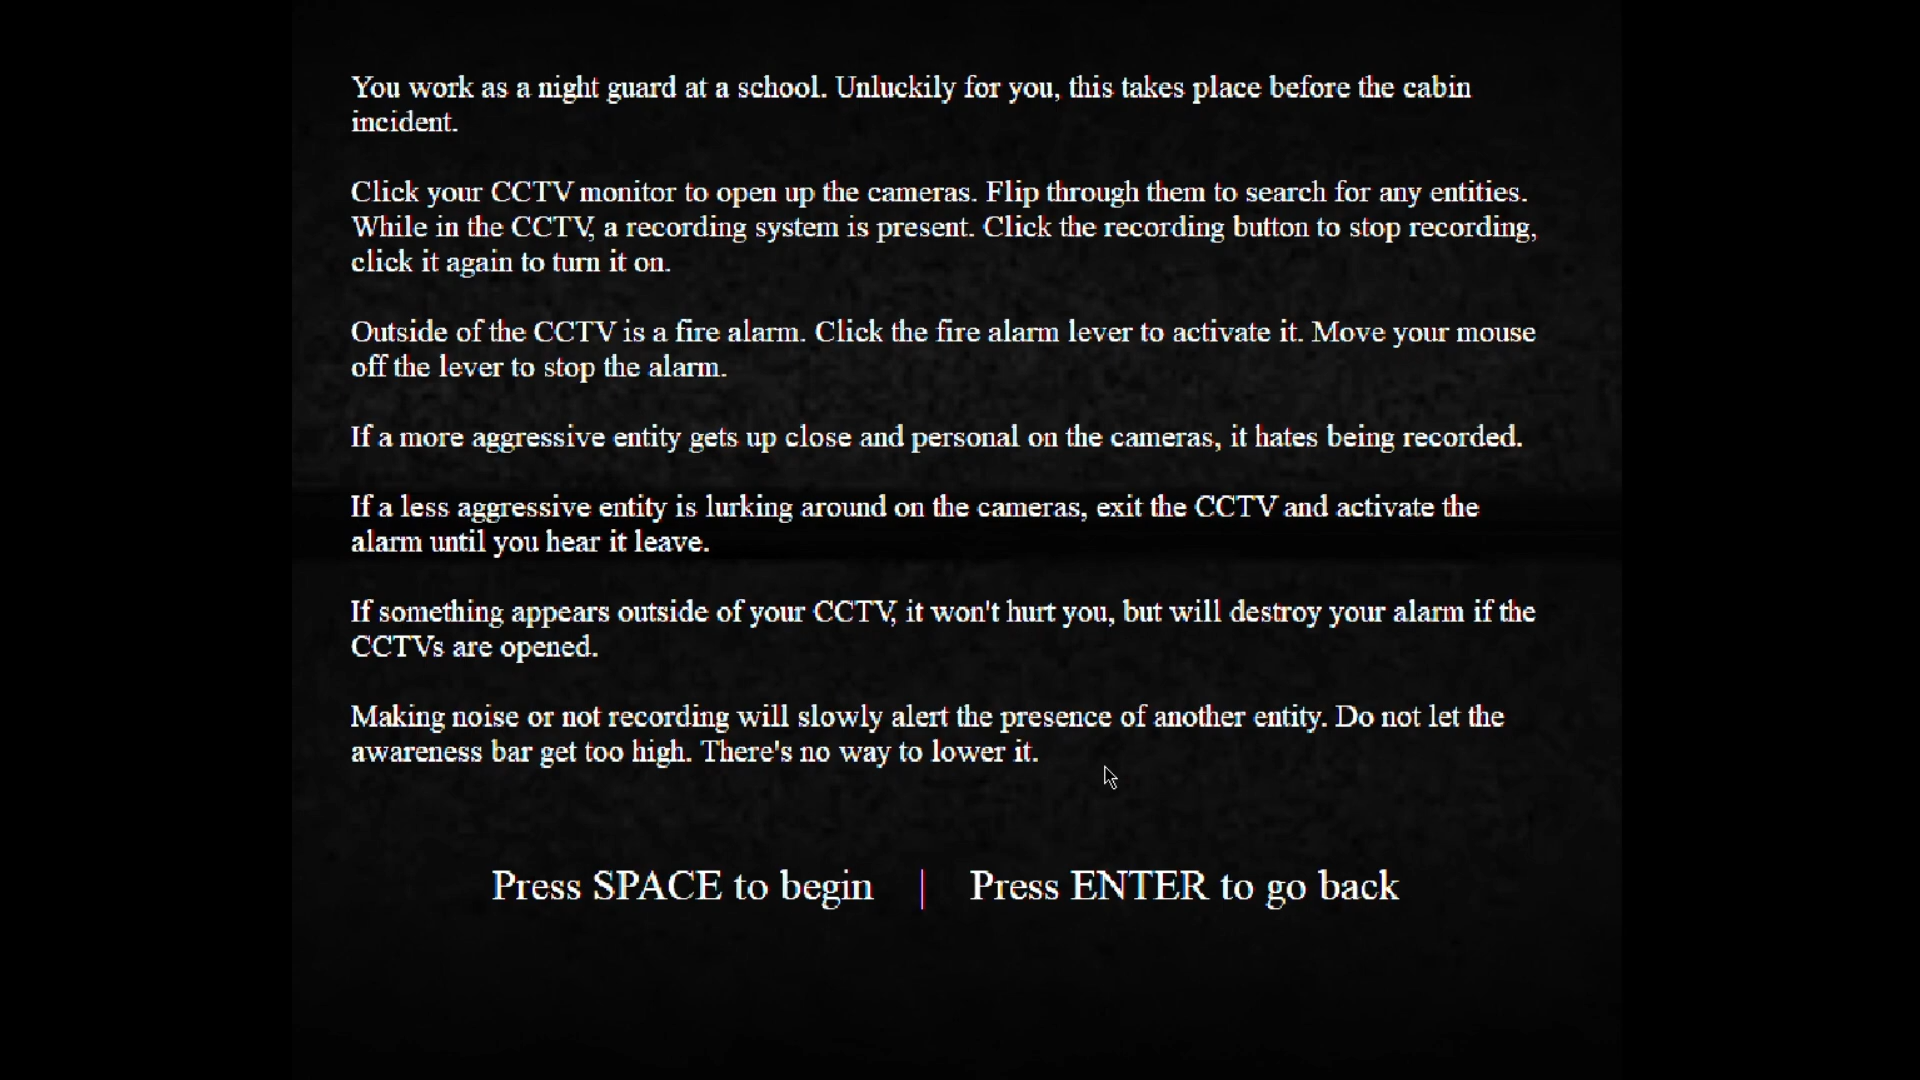 You work as a night guard at a school. Unluckily for you, this takes place before the cabin
incident.
Click your CCTV monitor to open up the cameras. Flip through them to search for any entities.
While in the CCTV, a recording system is present. Click the recording button to stop recording,
click it again to turn it on.
Outside of the CCTV is a fire alarm. Click the fire alarm lever to activate it. Move your mouse
off the lever to stop the alarm.
If a more aggressive entity gets up close and personal on the cameras, it hates being recorded.
If a less aggressive entity is lurking around on the cameras, exit the CCTV and activate the
alarm until you hear it leave.
If something appears outside of your CCTV, it won't hurt you, but will destroy your alarm if the
CCTVs are opened.
Making noise or not recording will slowly alert the presence of another entity. Do not let the
awareness bar get too high. There's no way to lower it.
Press SPACE to begin | Press ENTER to go back